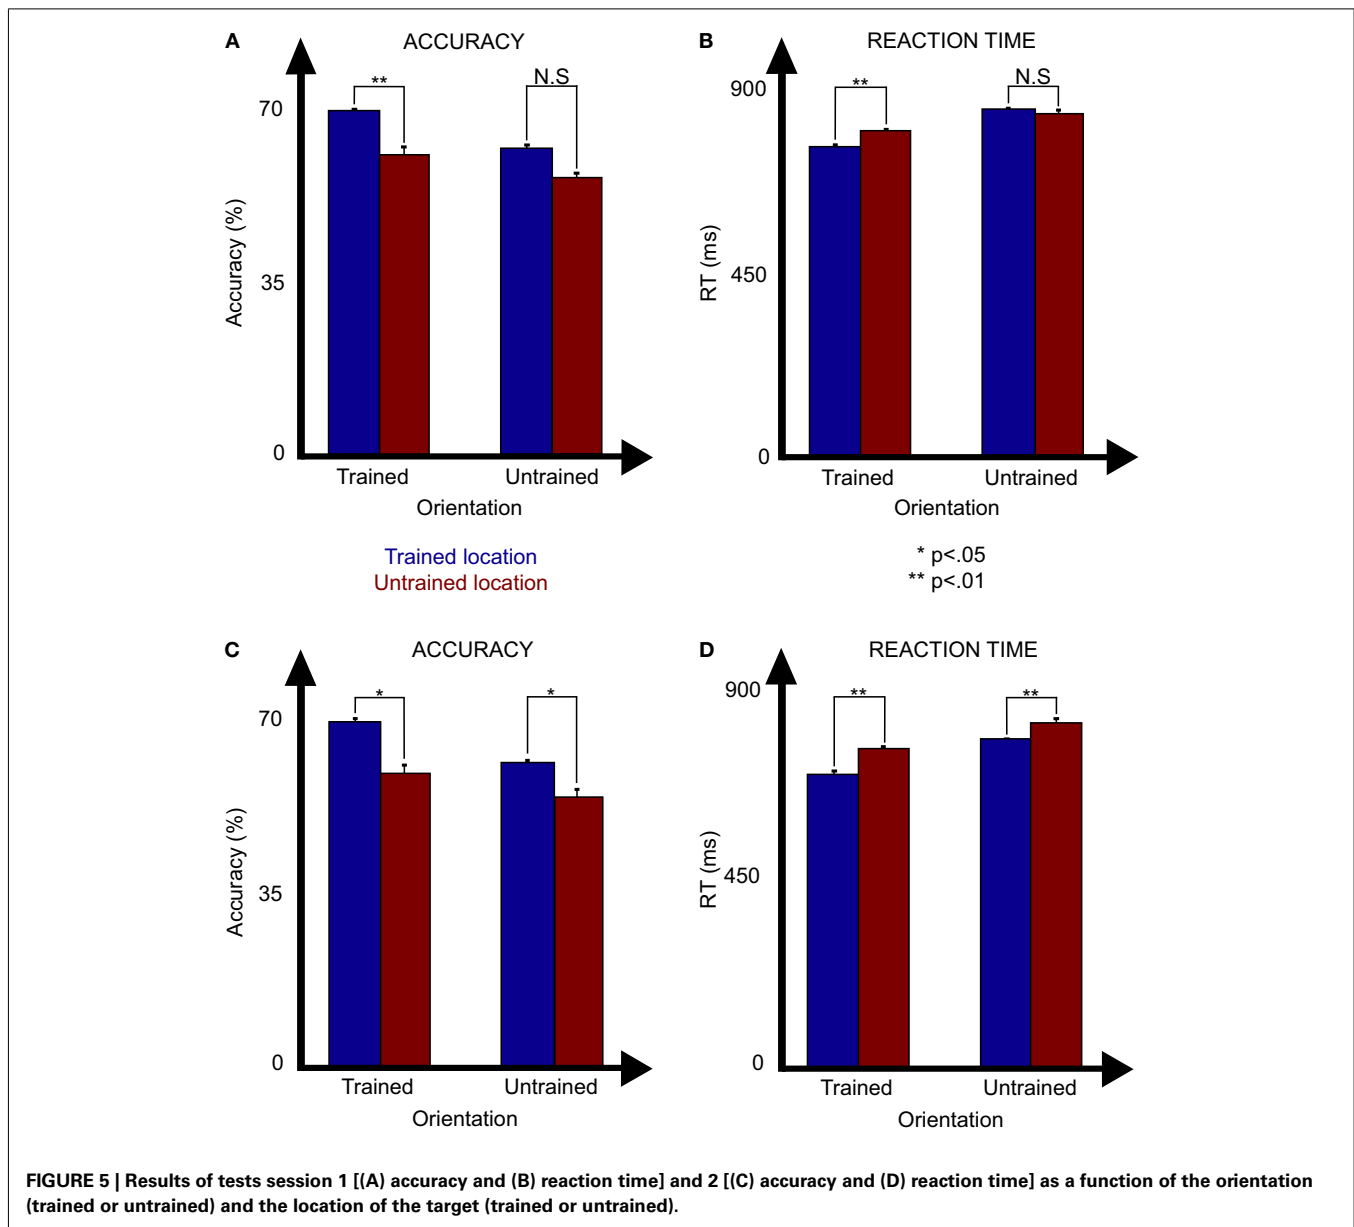 A ACCURACY
** N.S
70
35
0
Accuracy (%)
Trained Untrained
Orientation
B REACTION TIME
** N.S
900
450
0
RT (ms)
Trained Untrained
Orientation
Trained location
Untrained location
* p<.05
** p<.01
C ACCURACY
* *
70
35
0
Accuracy (%)
Trained Untrained
Orientation
D REACTION TIME
** **
900
450
0
RT (ms)
Trained Untrained
Orientation
FIGURE 5 | Results of tests session 1 [(A) accuracy and (B) reaction time] and 2 [(C) accuracy and (D) reaction time] as a function of the orientation
(trained or untrained) and the location of the target (trained or untrained).